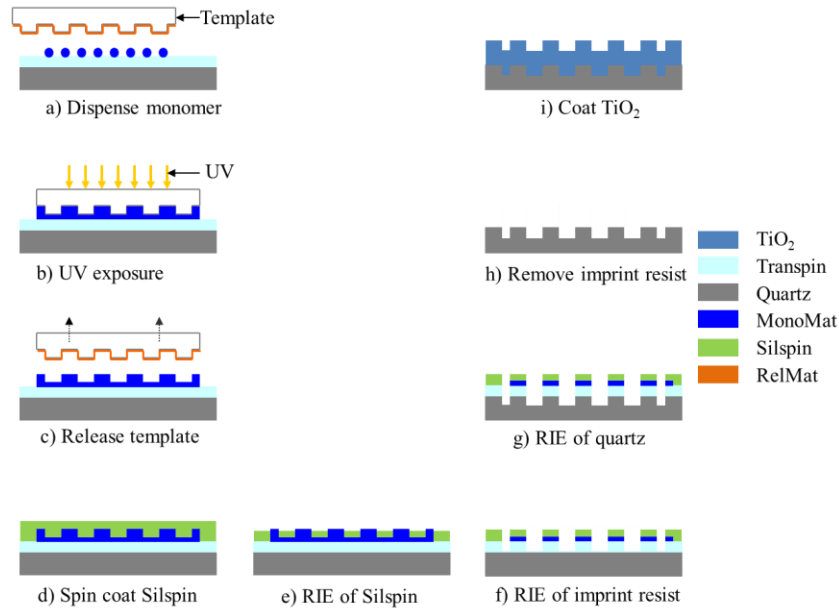 Template
a) Dispense monomer
UV
b) UV exposure
c) Release template
d) Spin coat Silspin
e) RIE of Silspin
f) RIE of imprint resist
g) RIE of quartz
h) Remove imprint resist
i) Coat TiO₂
TiO₂
Transpin
Quartz
MonoMat
Silspin
RelMat